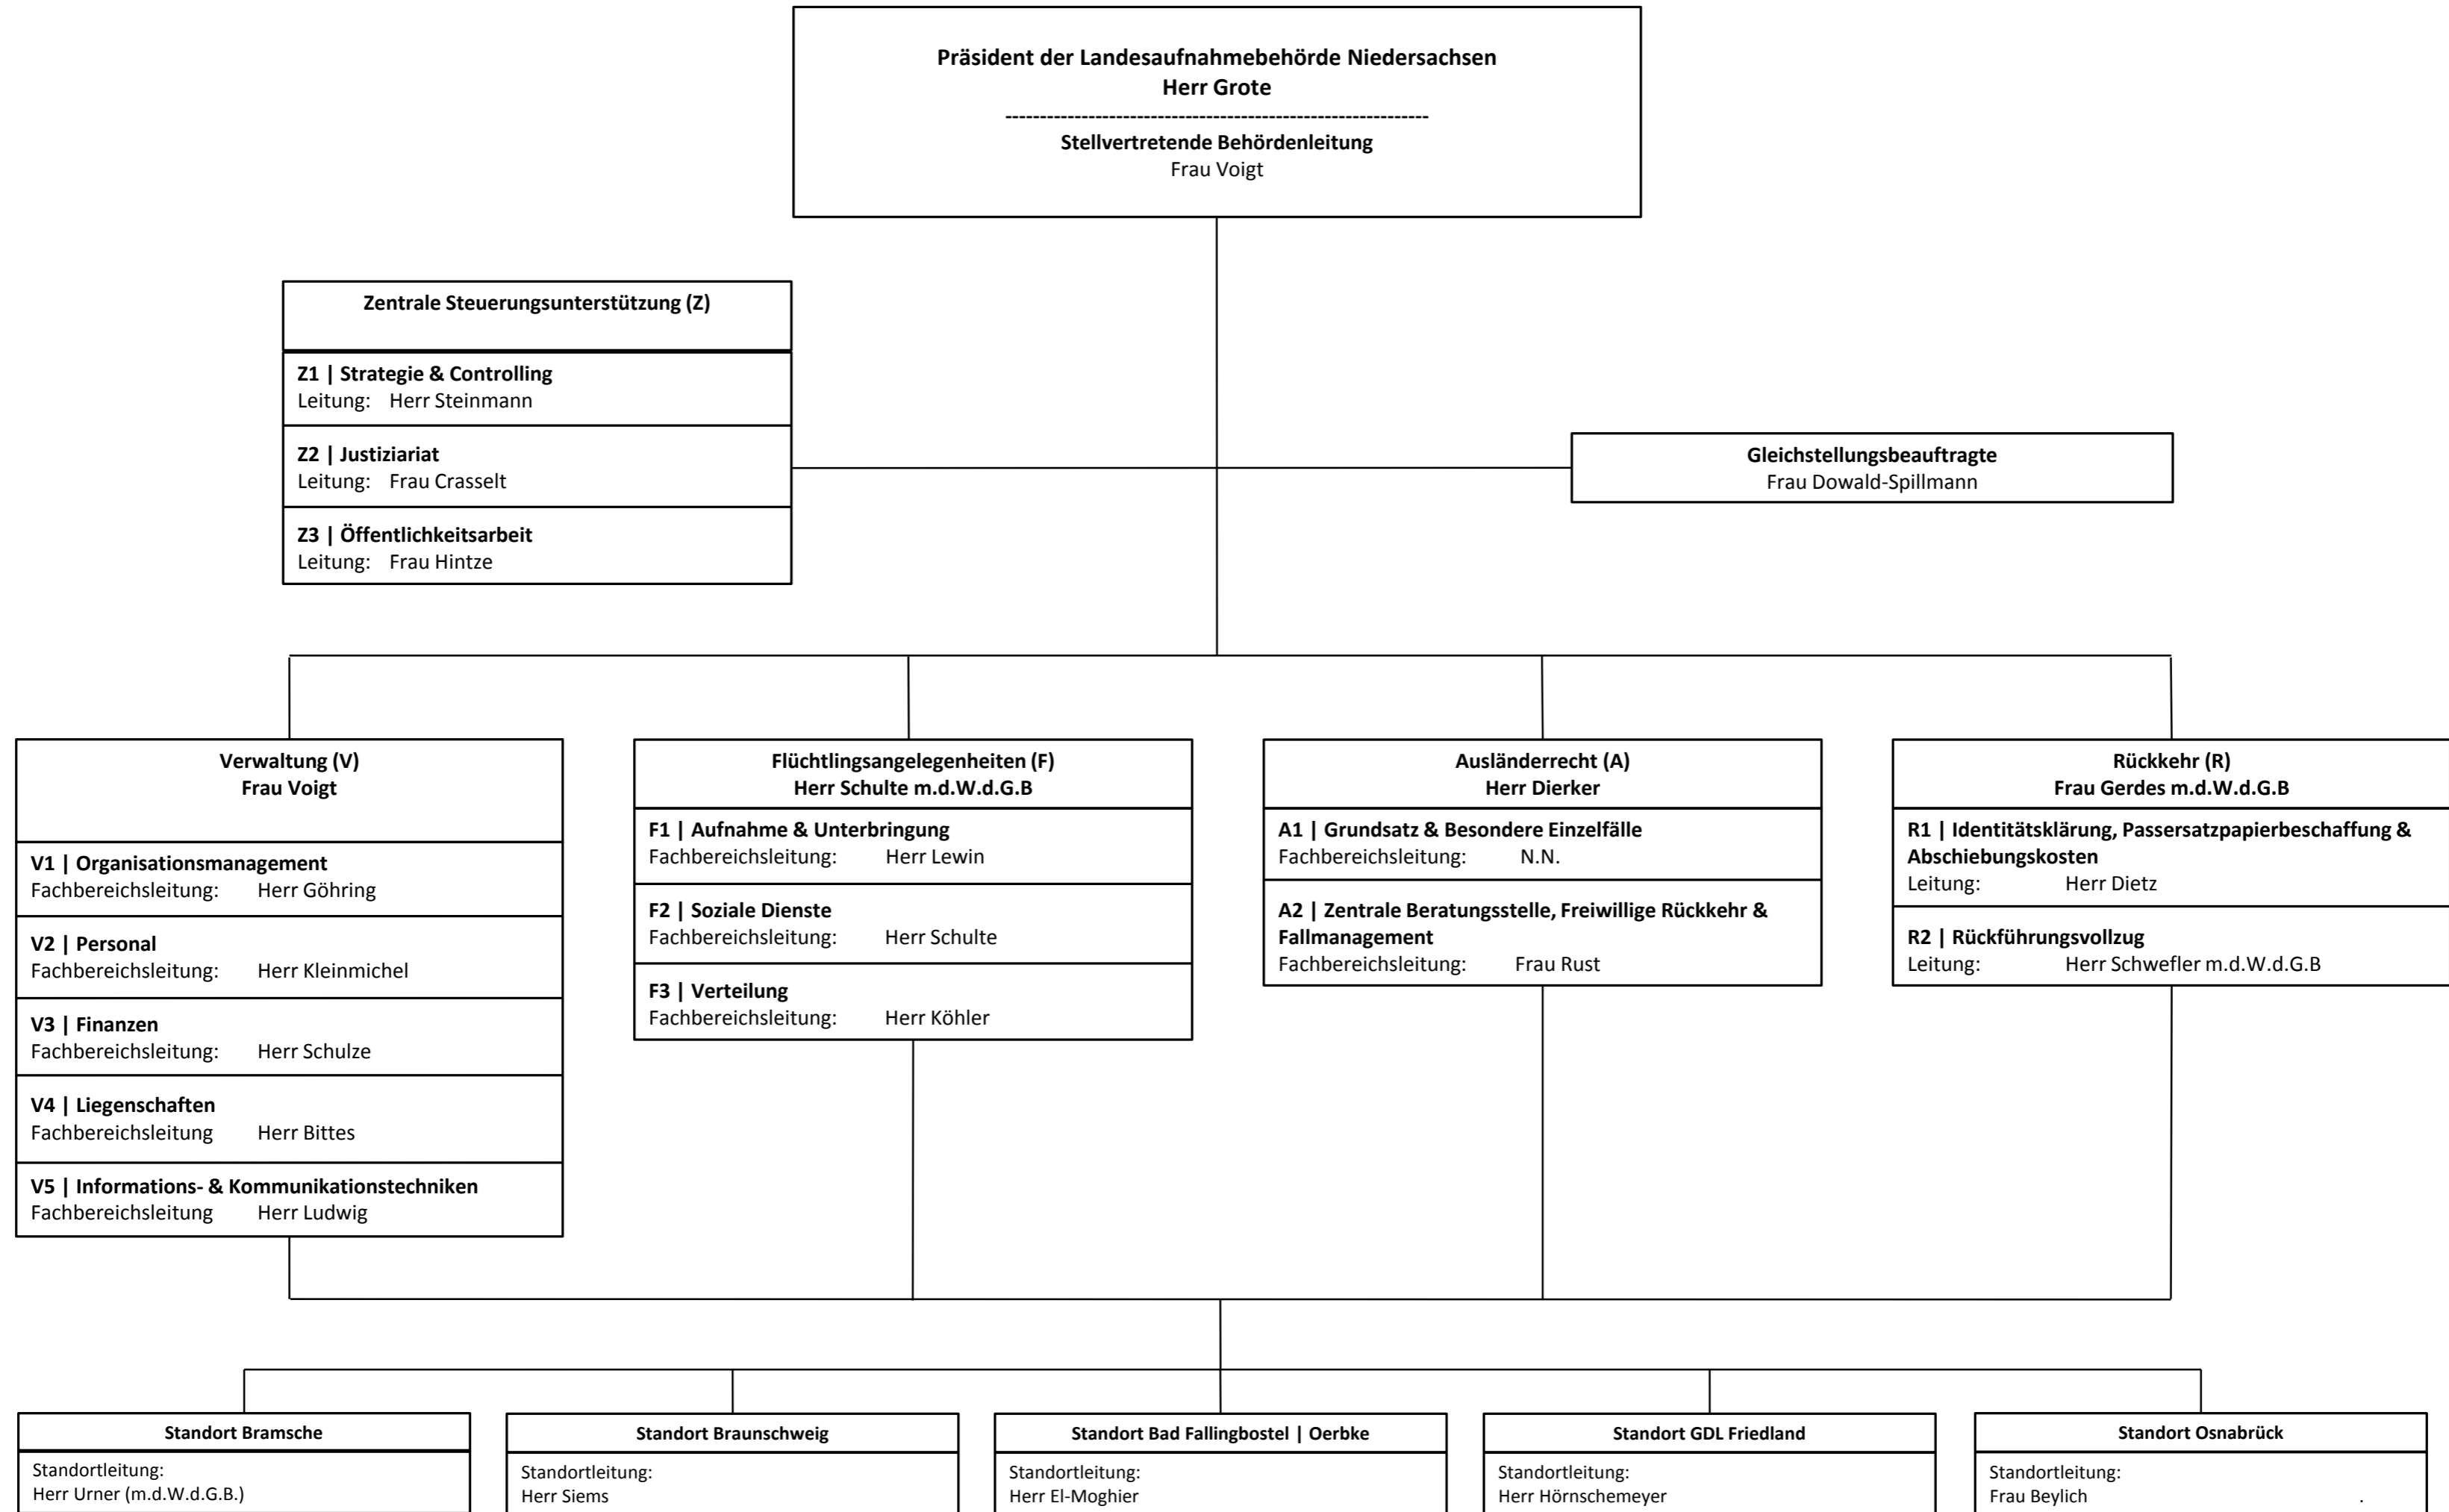 Präsident der Landesaufnahmebehörde Niedersachsen
Herr Grote
-------------------------------------------------------------
Stellvertretende Behördenleitung
Frau Voigt
Zentrale Steuerungsunterstützung (Z)
Z1 | Strategie & Controlling
Leitung: Herr Steinmann
Z2 | Justiziariat
Leitung: Frau Crasselt
Z3 | Öffentlichkeitsarbeit
Leitung: Frau Hintze
Gleichstellungsbeauftragte
Frau Dowald-Spillmann
Verwaltung (V)
Frau Voigt
V1 | Organisationsmanagement
Fachbereichsleitung: Herr Göhring
V2 | Personal
Fachbereichsleitung: Herr Kleinmichel
V3 | Finanzen
Fachbereichsleitung: Herr Schulze
V4 | Liegenschaften
Fachbereichsleitung Herr Bittes
V5 | Informations- & Kommunikationstechniken
Fachbereichsleitung Herr Ludwig
Flüchtlingsangelegenheiten (F)
Herr Schulte m.d.W.d.G.B
F1 | Aufnahme & Unterbringung
Fachbereichsleitung: Herr Lewin
F2 | Soziale Dienste
Fachbereichsleitung: Herr Schulte
F3 | Verteilung
Fachbereichsleitung: Herr Köhler
Ausländerrecht (A)
Herr Dierker
A1 | Grundsatz & Besondere Einzelfälle
Fachbereichsleitung: N.N.
A2 | Zentrale Beratungsstelle, Freiwillige Rückkehr &
Fallmanagement
Fachbereichsleitung: Frau Rust
Rückkehr (R)
Frau Gerdes m.d.W.d.G.B
R1 | Identitätsklärung, Passersatzpapierbeschaffung &
Abschiebungskosten
Leitung: Herr Dietz
R2 | Rückführungsvollzug
Leitung: Herr Schwefler m.d.W.d.G.B
Standort Bramsche
Standortleitung:
Herr Urner (m.d.W.d.G.B.)
Standort Braunschweig
Standortleitung:
Herr Siems
Standort Bad Fallingbostel | Oerbke
Standortleitung:
Herr El-Moghier
Standort GDL Friedland
Standortleitung:
Herr Hörnschemeyer
Standort Osnabrück
Standortleitung:
Frau Beylich .